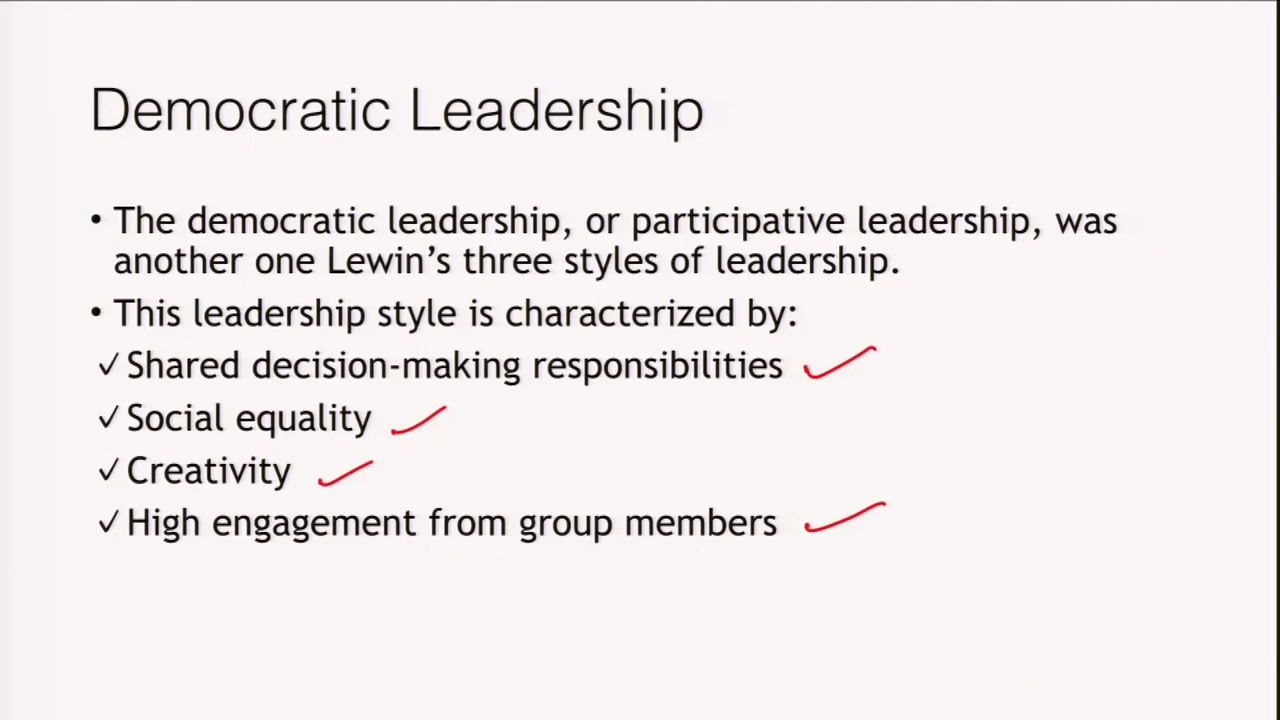 Democratic Leadership
• The democratic leadership, or participative leadership, was
another one Lewin’s three styles of leadership.
• This leadership style is characterized by:
✓ Shared decision-making responsibilities
✓ Social equality
✓ Creativity
✓ High engagement from group members